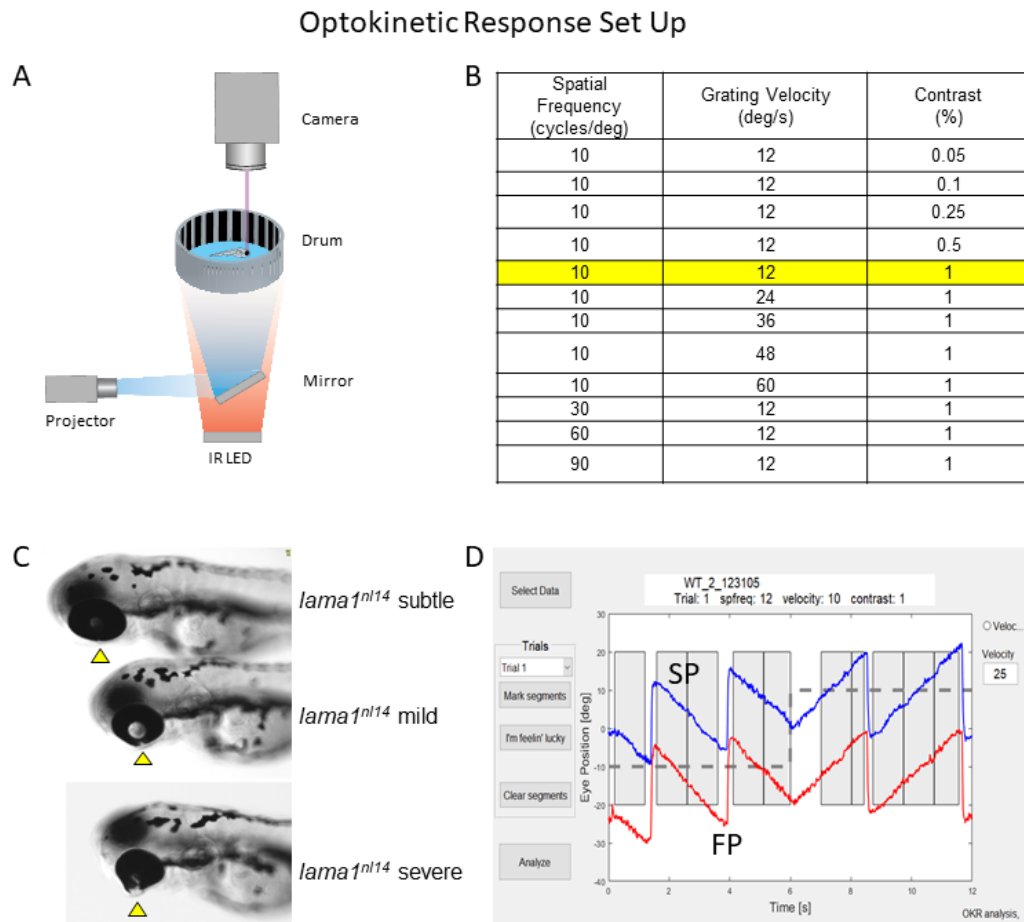 Optokinetic Response Set Up
A
Camera
Drum
Mirror
Projector
IR LED
B
Spatial Frequency (cycles/deg) Grating Velocity (deg/s) Contrast (%)
10 12 0.05
10 12 0.1
10 12 0.25
10 12 0.5
10 12 1
10 24 1
10 36 1
10 48 1
10 60 1
30 12 1
60 12 1
90 12 1
C
lama1nl14 subtle
lama1nl14 mild
lama1nl14 severe
D
Select Data
Trials
Trial 1
Mark segments
I'm feelin' lucky
Clear segments
Analyze
WT_2_123105
Trial: 1 spfreq: 12 velocity: 10 contrast: 1
30
20
10
0
-10
-20
-30
-40
Eye Position [deg]
SP
FP
0 2 4 6 8 10 12
Time [s]
Veloc...
Velocity
25
OKR analysis,